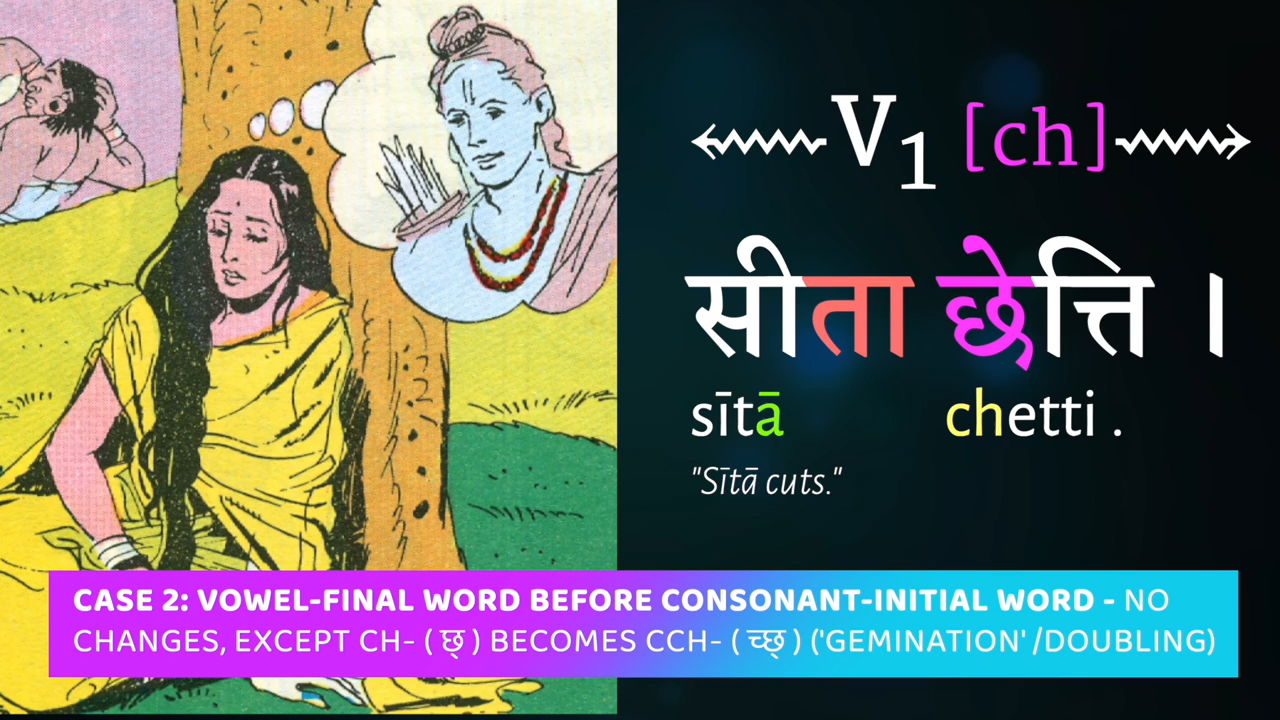 V₁ [ch]
सीता छेत्ति ।
sītā chetti .
"Sītā cuts."
CASE 2: VOWEL-FINAL WORD BEFORE CONSONANT-INITIAL WORD - NO
CHANGES, EXCEPT CH- ( छ् ) BECOMES CCH- ( च्छ् ) ('GEMINATION' /DOUBLING)